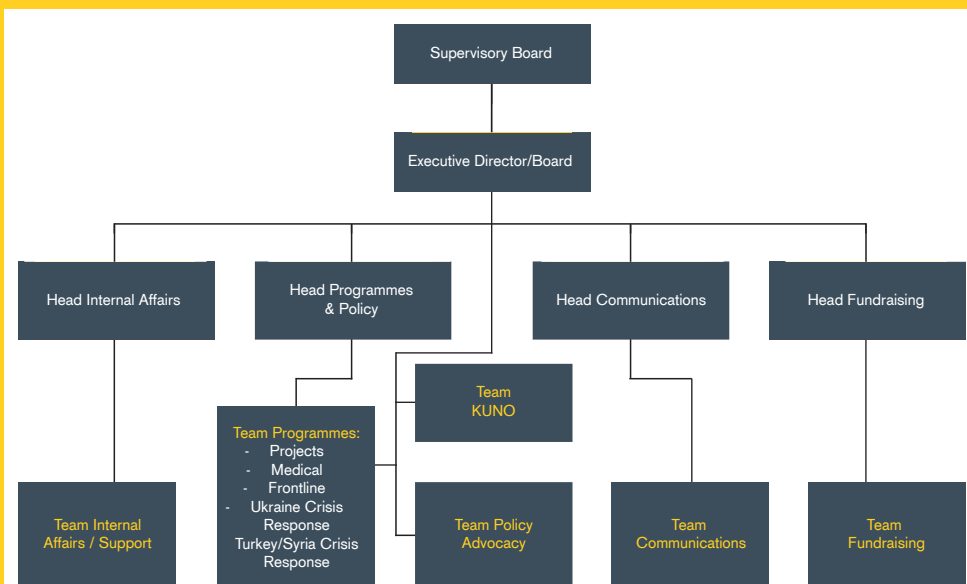 Supervisory Board
Executive Director/Board
Head Internal Affairs
Head Programmes
& Policy
Head Communications
Head Fundraising
Team
KUNO
Team Programmes:
- Projects
- Medical
- Frontline
- Ukraine Crisis
Response
Turkey/Syria Crisis
Response
Team Internal
Affairs / Support
Team Policy
Advocacy
Team
Communications
Team
Fundraising